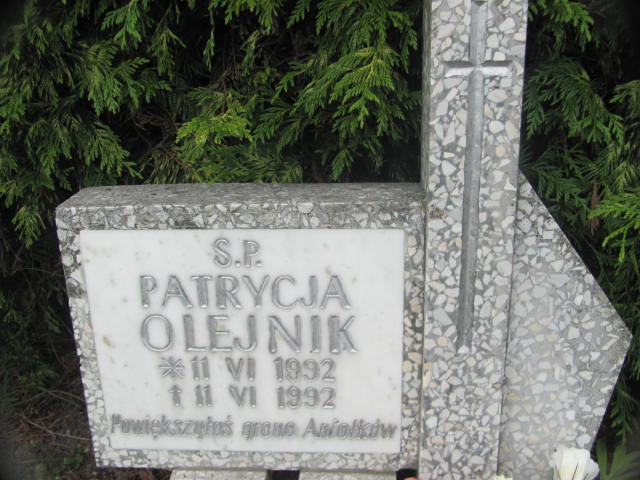 Ś.P.
PATRYCJA
OLEJNIK
* 11 VI 1992
† 11 VI 1992
Powiększyłaś grono Aniołków